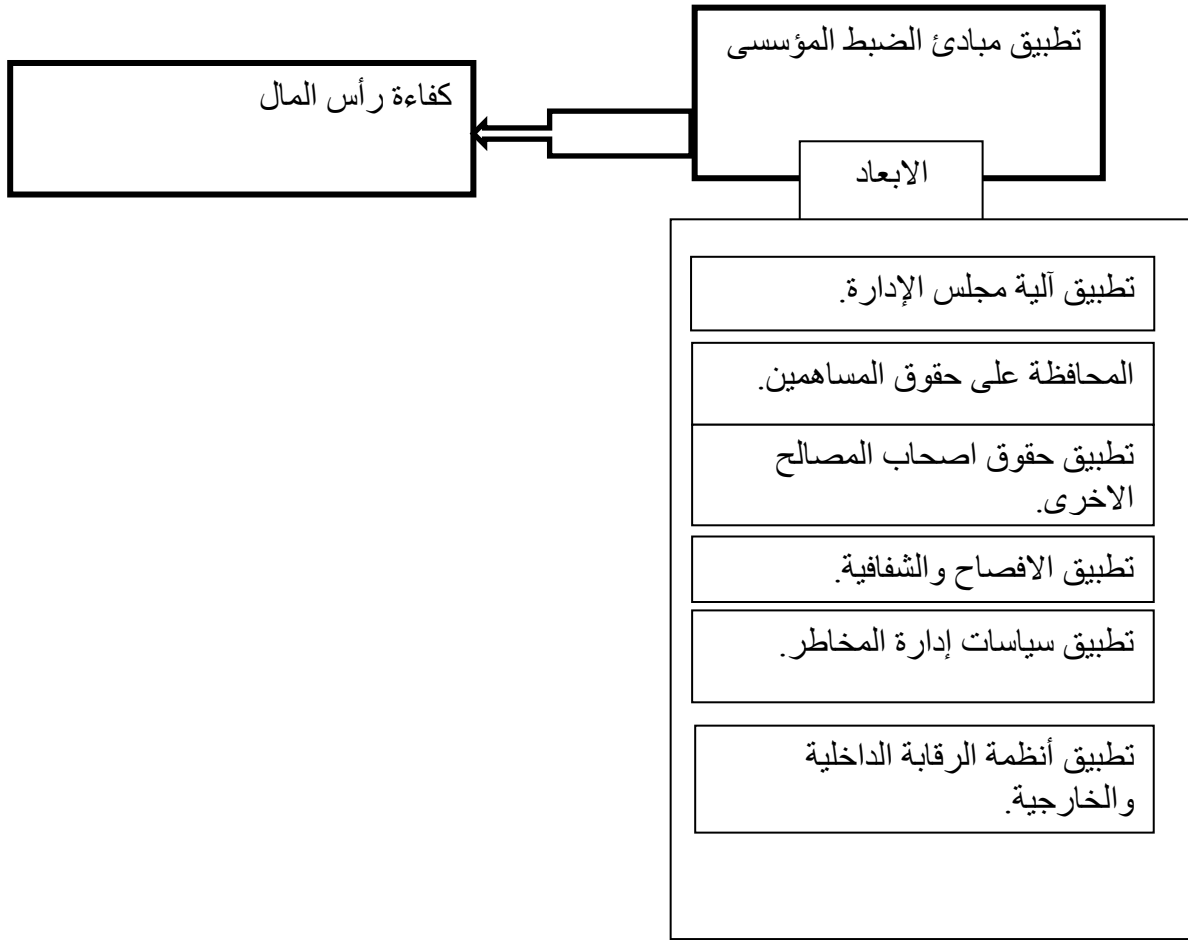 تطبيق مبادئ الضبط المؤسسى
كفاءة رأس المال
الابعاد
تطبيق آلية مجلس الإدارة.
المحافظة على حقوق المساهمين.
تطبيق حقوق اصحاب المصالح
الاخرى.
تطبيق الافصاح والشفافية.
تطبيق سياسات إدارة المخاطر.
تطبيق أنظمة الرقابة الداخلية
والخارجية.